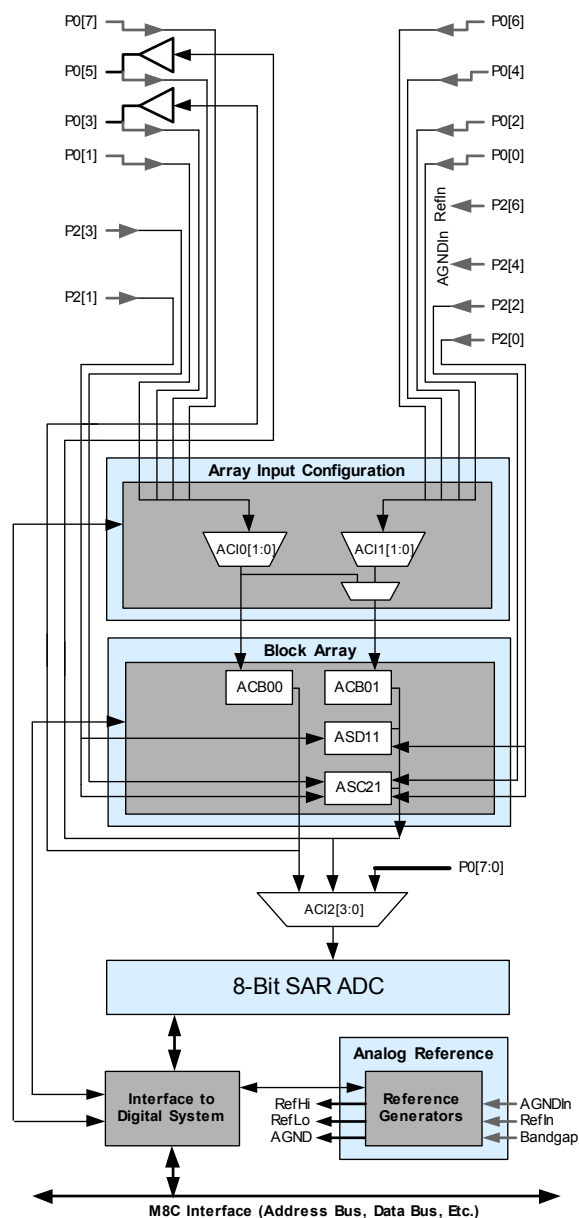 P0[7]
P0[6]
P0[5]
P0[4]
P0[3]
P0[2]
P0[1]
P0[0]
RefIn
P2[6]
P2[3]
AGNDIn
P2[4]
P2[1]
P2[2]
P2[0]
Array Input Configuration
ACI0[1:0]
ACI1[1:0]
Block Array
ACB00
ACB01
ASD11
ASC21
P0[7:0]
ACI2[3:0]
8-Bit SAR ADC
Analog Reference
Interface to
Digital System
RefHi
RefLo
AGND
Reference
Generators
AGNDIn
RefIn
Bandgap
M8C Interface (Address Bus, Data Bus, Etc.)